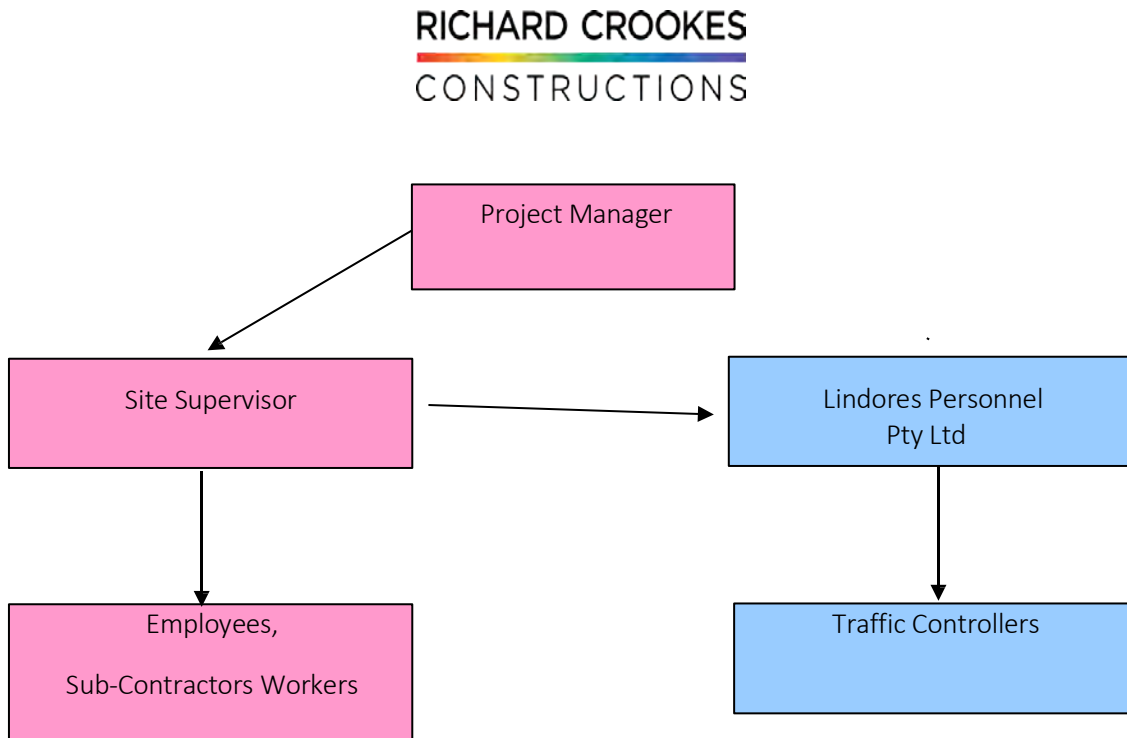 RICHARD CROOKES
CONSTRUCTIONS
Project Manager
Site Supervisor
Lindores Personnel
Pty Ltd
Employees,
Sub-Contractors Workers
Traffic Controllers